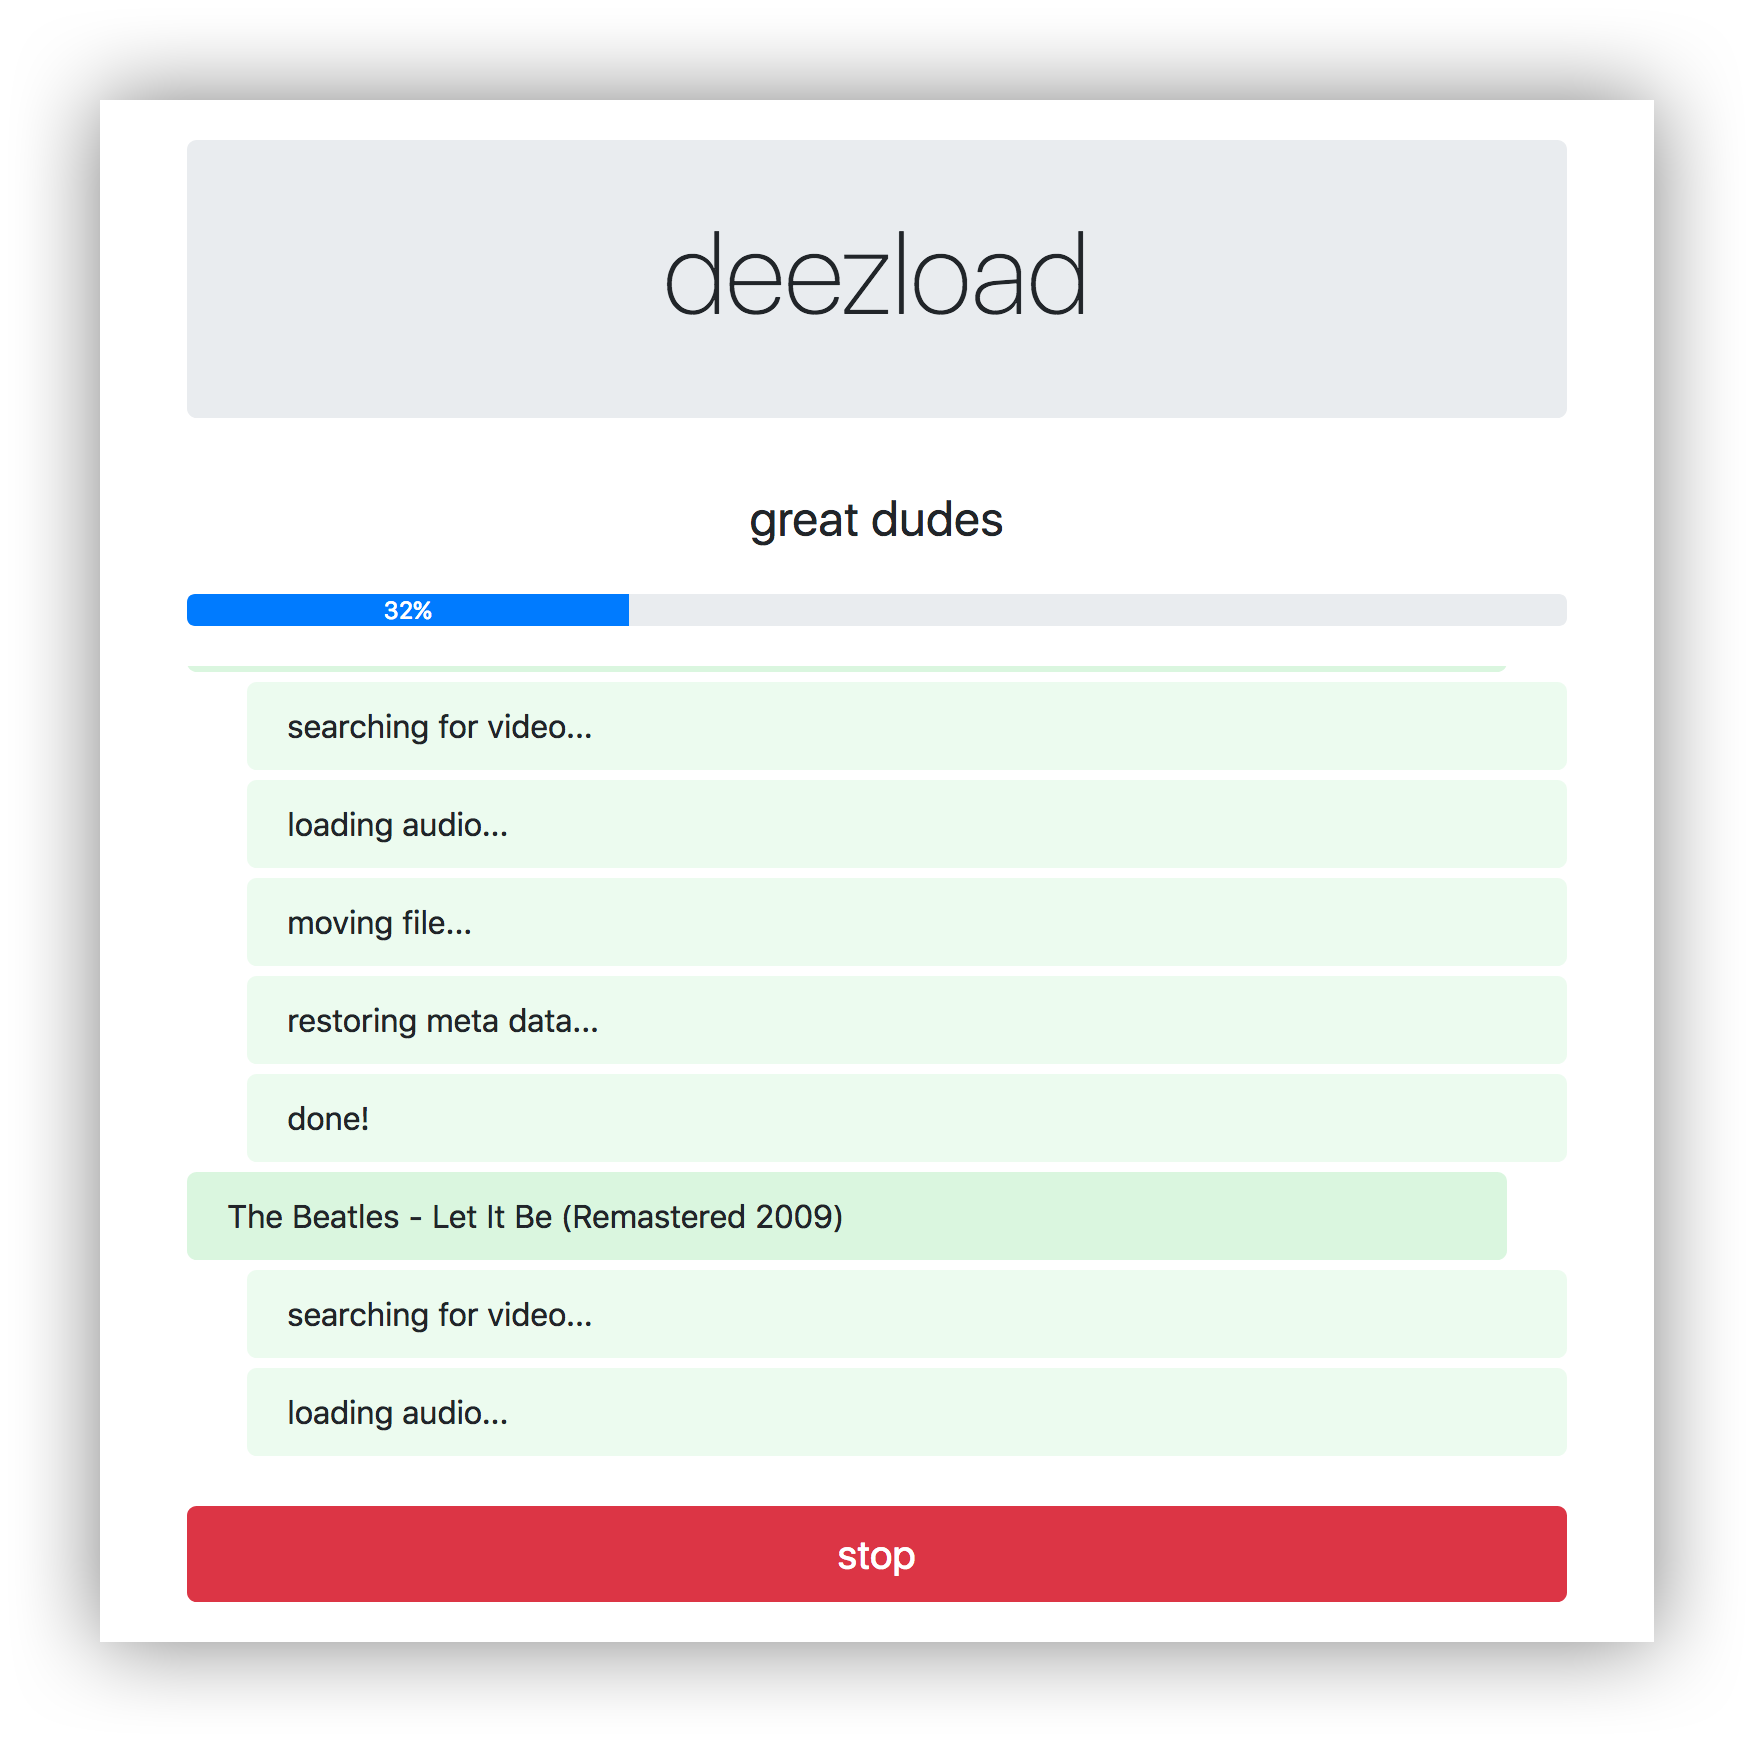 deezload
great dudes
32%
searching for video...
loading audio...
moving file...
restoring meta data...
done!
The Beatles - Let It Be (Remastered 2009)
searching for video...
loading audio...
stop